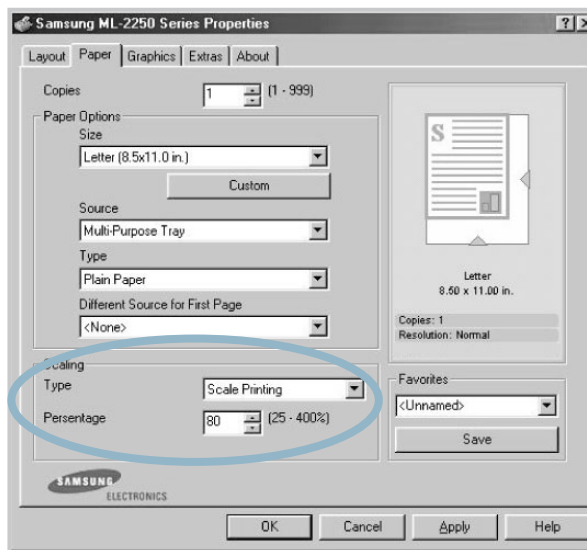 Samsung ML-2250 Series Properties
Layout Paper Graphics Extras About
Copies 1 (1 - 999)
Paper Options
Size
Letter (8.5x11.0 in.)
Custom
Source
Multi-Purpose Tray
Type
Plain Paper
Different Source for First Page
<None>
S
Letter
8.50 x 11.00 in.
Copies: 1
Resolution: Normal
Scaling
Type Scale Printing
Persentage 80 (25 - 400%)
Favorites
<Unnamed>
Save
SAMSUNG
ELECTRONICS
OK Cancel Apply Help